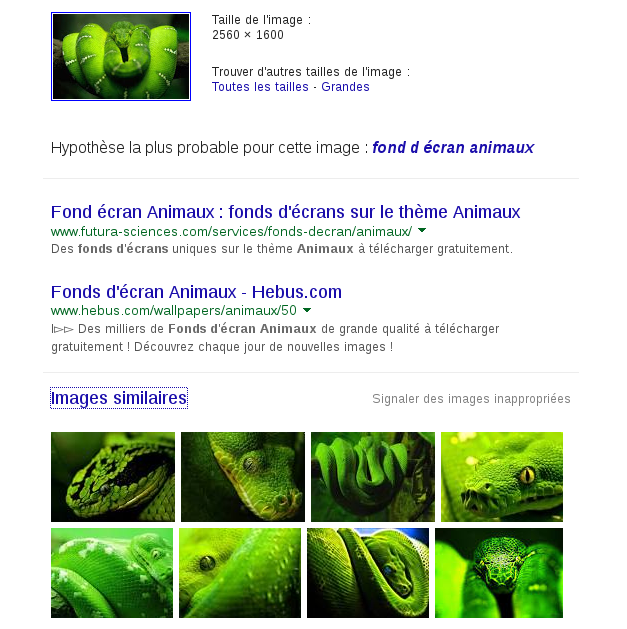 Taille de l'image :
2560 × 1600
Trouver d'autres tailles de l'image :
Toutes les tailles - Grandes
Hypothèse la plus probable pour cette image : fond d écran animaux
Fond écran Animaux : fonds d'écrans sur le thème Animaux
www.futura-sciences.com/services/fonds-decran/animaux/
Des fonds d'écrans uniques sur le thème Animaux à télécharger gratuitement.
Fonds d'écran Animaux - Hebus.com
www.hebus.com/wallpapers/animaux/50
I▻▻ Des milliers de Fonds d'écran Animaux de grande qualité à télécharger
gratuitement ! Découvrez chaque jour de nouvelles images !
Images similaires
Signaler des images inappropriées